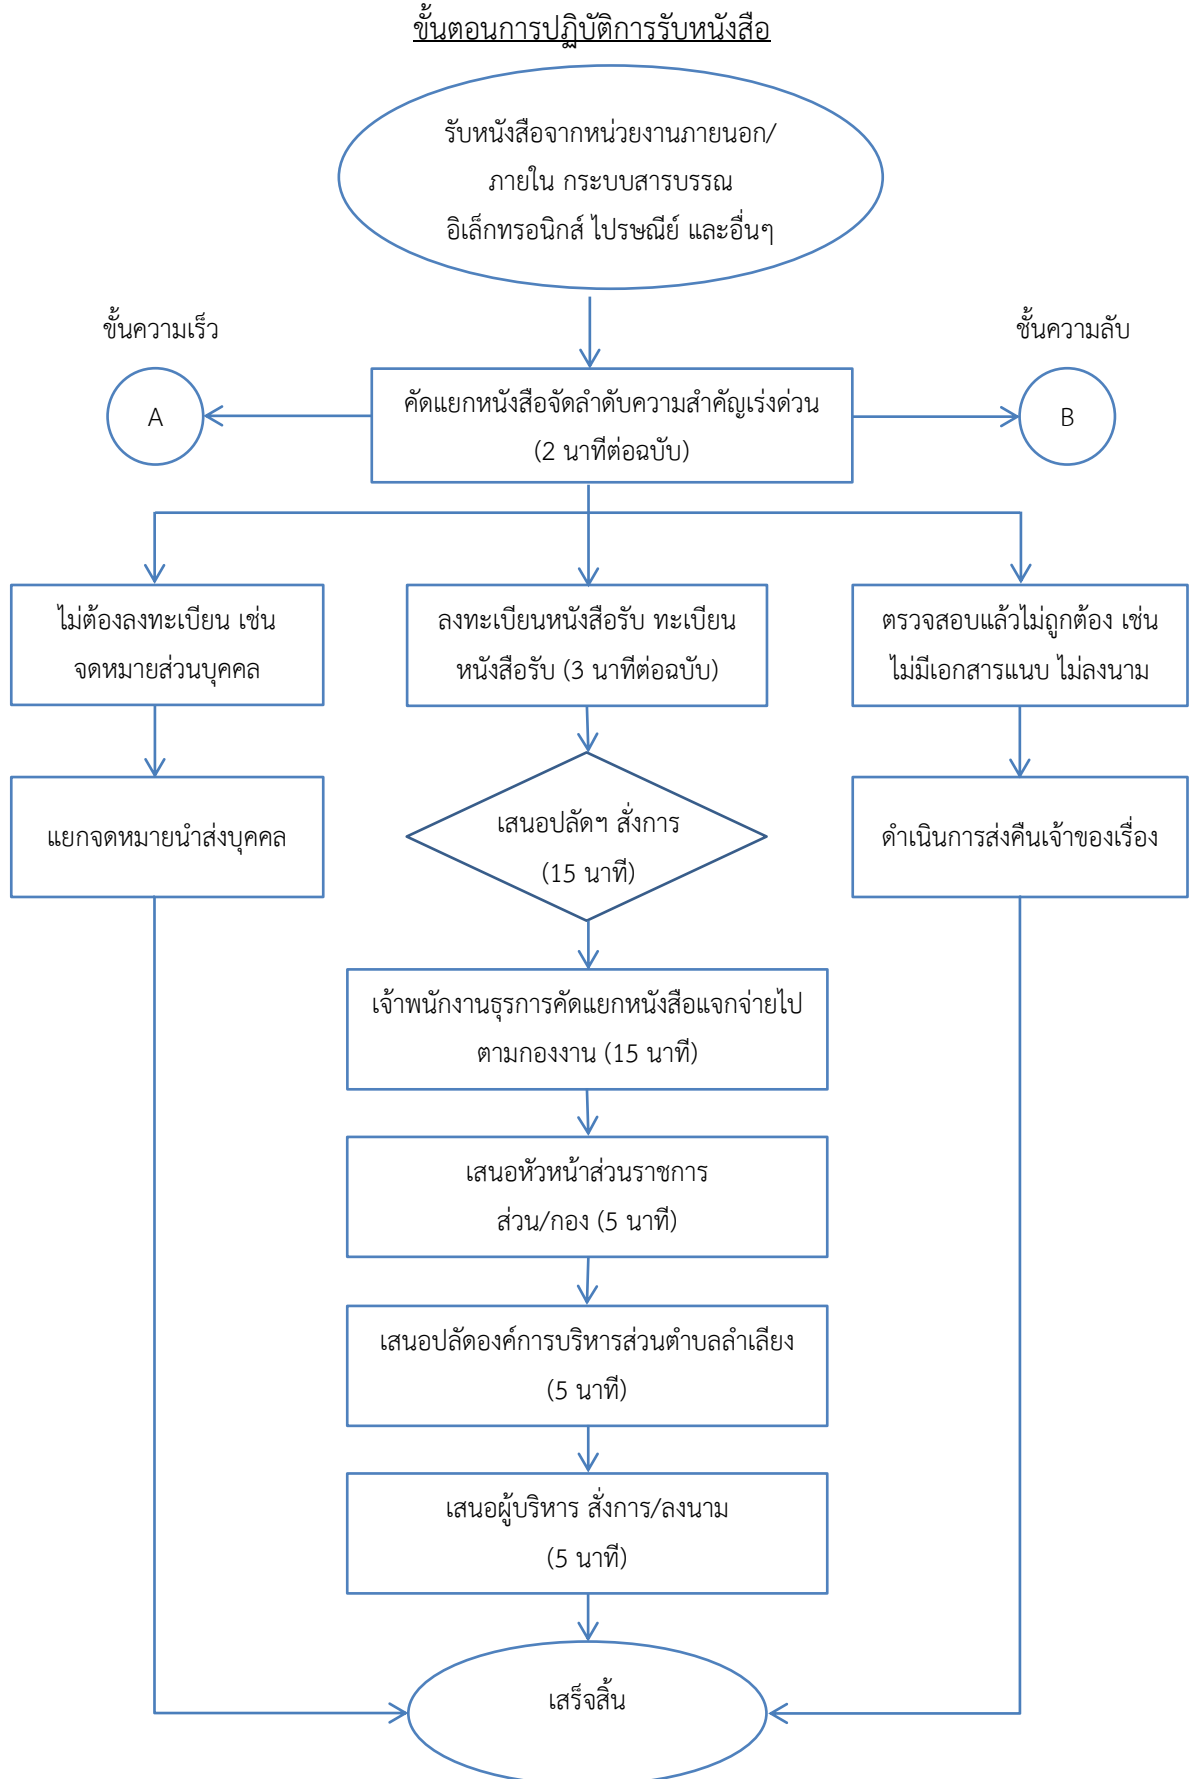 ขั้นตอนการปฏิบัติการรับหนังสือ
รับหนังสือจากหน่วยงานภายนอก/
ภายใน กระบบสารบรรณ
อิเล็กทรอนิกส์ ไปรษณีย์ และอื่นๆ
ขั้นความเร็ว
ชั้นความลับ
A
คัดแยกหนังสือจัดลำดับความสำคัญเร่งด่วน
(2 นาทีต่อฉบับ)
B
ไม่ต้องลงทะเบียน เช่น
จดหมายส่วนบุคคล
ลงทะเบียนหนังสือรับ ทะเบียน
หนังสือรับ (3 นาทีต่อฉบับ)
ตรวจสอบแล้วไม่ถูกต้อง เช่น
ไม่มีเอกสารแนบ ไม่ลงนาม
แยกจดหมายนำส่งบุคคล
เสนอปลัดฯ สั่งการ
(15 นาที)
ดำเนินการส่งคืนเจ้าของเรื่อง
เจ้าพนักงานธุรการคัดแยกหนังสือแจกจ่ายไป
ตามกองงาน (15 นาที)
เสนอหัวหน้าส่วนราชการ
ส่วน/กอง (5 นาที)
เสนอปลัดองค์การบริหารส่วนตำบลลำเลียง
(5 นาที)
เสนอผู้บริหาร สั่งการ/ลงนาม
(5 นาที)
เสร็จสิ้น